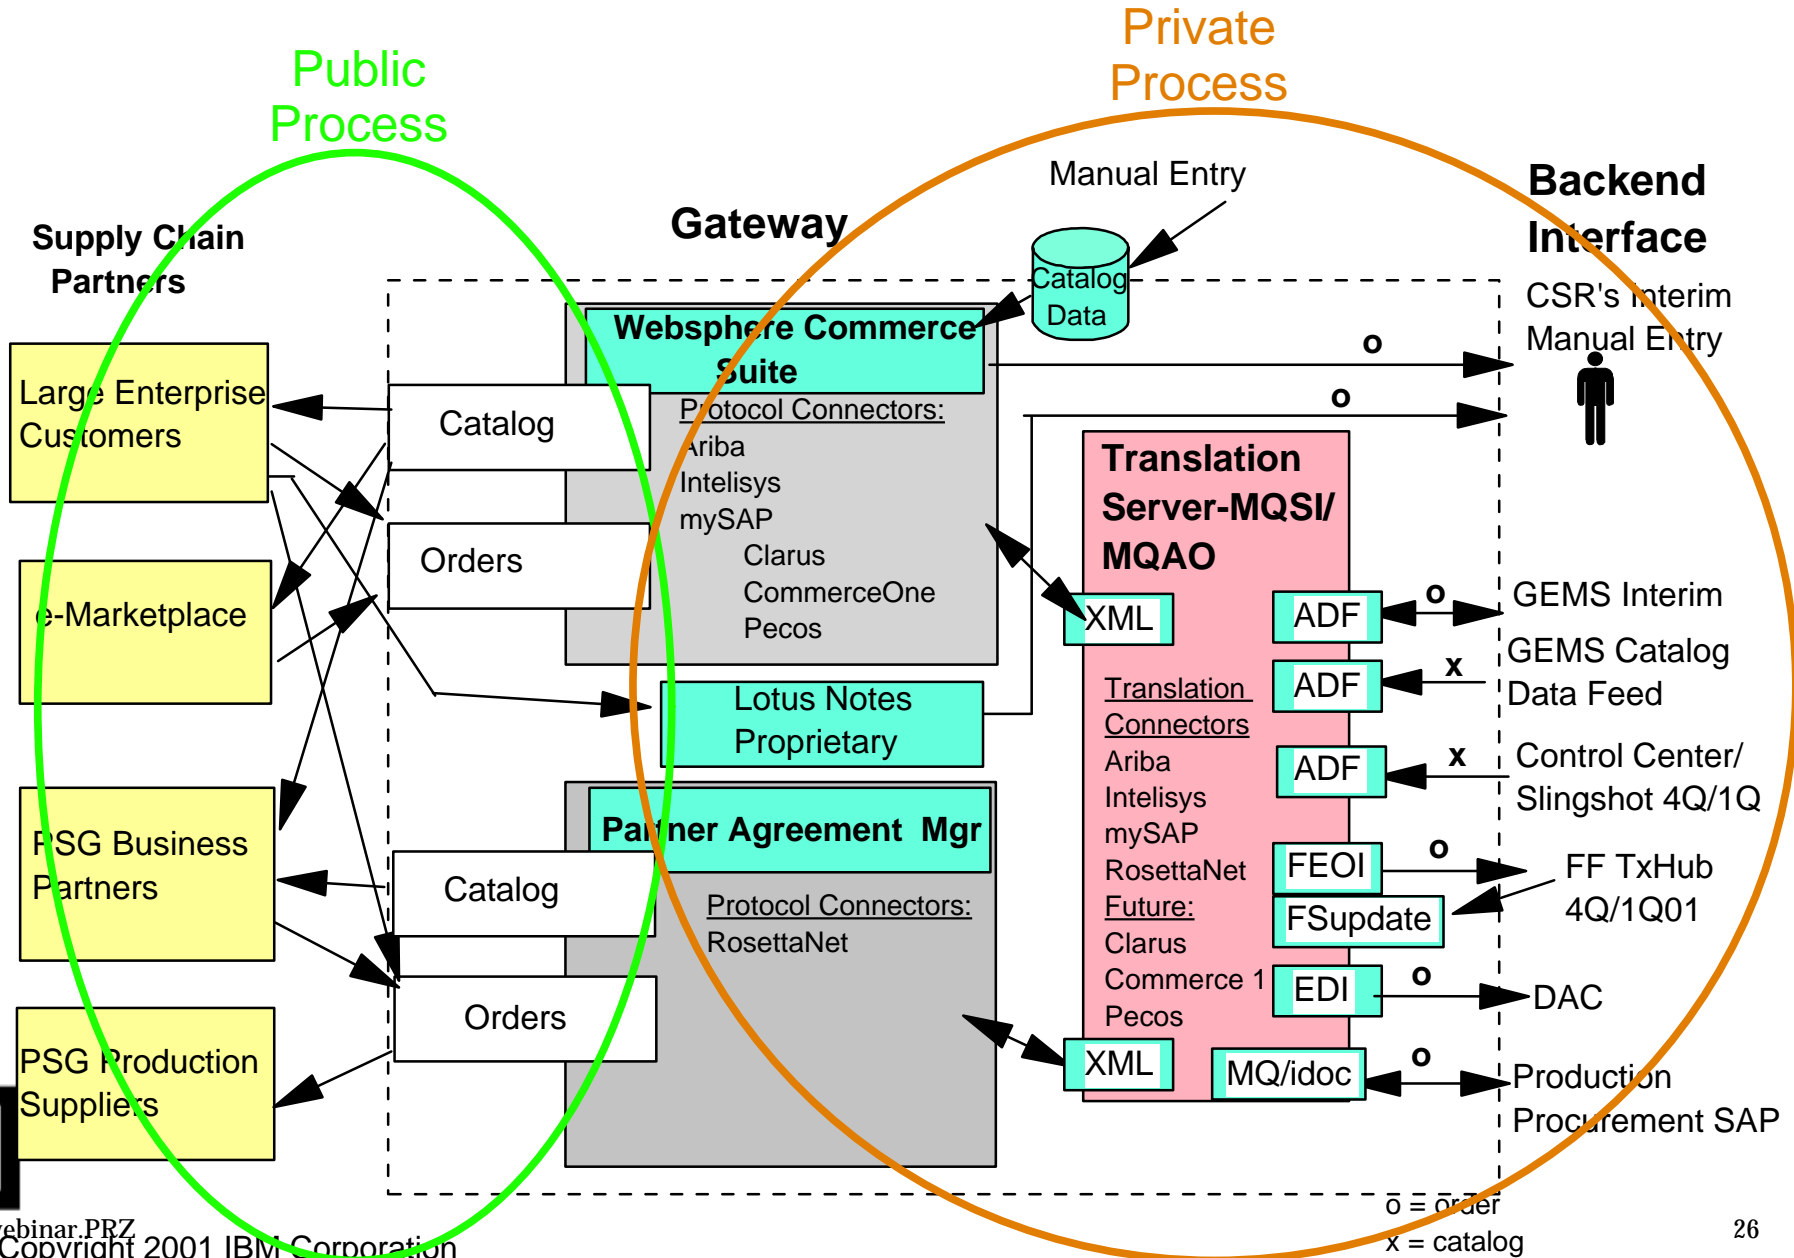 Private
Process
Public
Process
Manual Entry
Backend
Interface
Gateway
Supply Chain
Partners
Catalog
Data
CSR's Interim
Manual Entry
Websphere Commerce
Suite
o
o
Large Enterprise
Customers
Catalog
Protocol Connectors:
Ariba
Intelisys
mySAP
Clarus
CommerceOne
Pecos
Orders
e-Marketplace
Translation
Server-MQSI/
MQAO
XML
ADF
o
GEMS Interim
ADF
x
GEMS Catalog
Data Feed
Lotus Notes
Proprietary
Translation
Connectors
Ariba
Intelisys
mySAP
RosettaNet
Future:
Clarus
Commerce 1
Pecos
ADF
x
Control Center/
Slingshot 4Q/1Q
PSG Business
Partners
Partner Agreement Mgr
Catalog
Protocol Connectors:
RosettaNet
FEOI
o
FF TxHub
4Q/1Q01
FSupdate
Orders
EDI
o
DAC
PSG Production
Suppliers
XML
MQ/idoc
o
Production
Procurement SAP
o = order
x = catalog
ebinar.PRZ
Copyright 2001 IBM Corporation
26